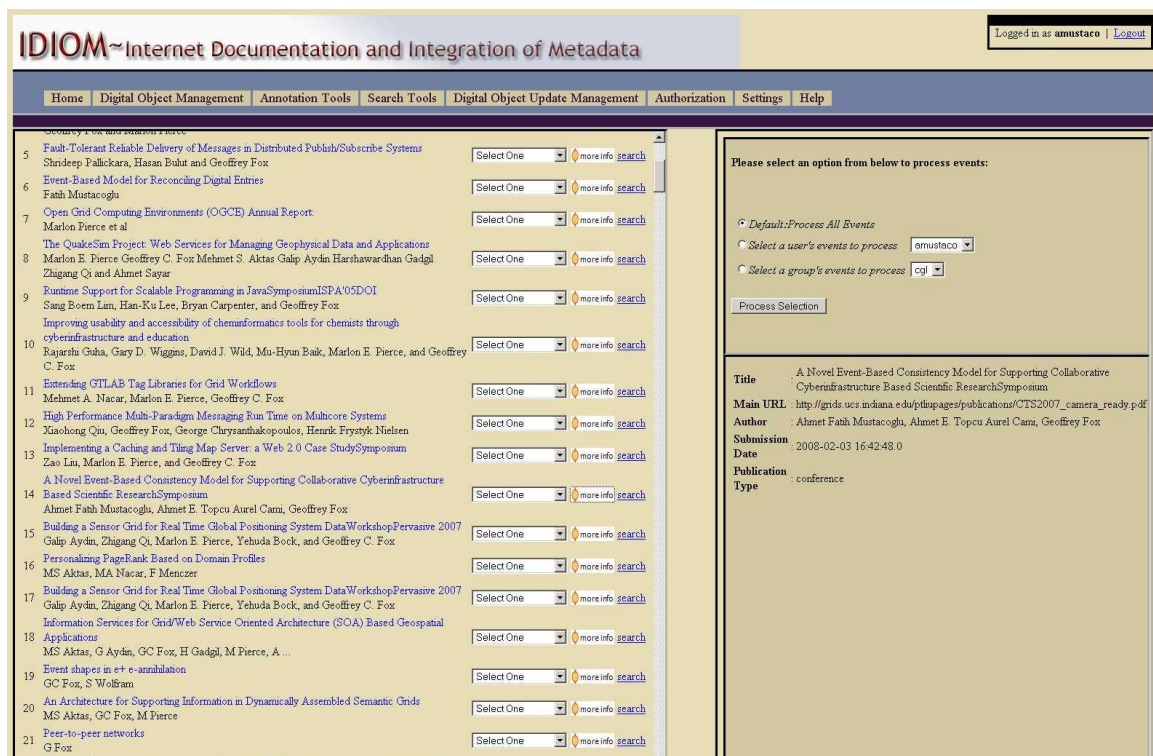 IDIOM~Internet Documentation and Integration of Metadata
Logged in as amustaco | Logout
Home Digital Object Management Annotation Tools Search Tools Digital Object Update Management Authorization Settings Help
Geoffrey Fox and Marlon Pierce
5 Fault-Tolerant Reliable Delivery of Messages in Distributed Publish/Subscribe Systems
Shrideep Pallickara, Hasan Bulut and Geoffrey Fox
Select One more info search
6 Event-Based Model for Reconciling Digital Entries
Fatih Mustacoglu
Select One more info search
7 Open Grid Computing Environments (OGCE) Annual Report:
Marlon Pierce et al
Select One more info search
8 The QuakeSim Project: Web Services for Managing Geophysical Data and Applications
Marlon E. Pierce Geoffrey C. Fox Mehmet S. Aktas Galip Aydin Harshawardhan Gadgil
Zhigang Qi and Ahmet Sayar
Select One more info search
9 Runtime Support for Scalable Programming in JavaSymposiumISPA'05DOI
Sang Boem Lim, Han-Ku Lee, Bryan Carpenter, and Geoffrey Fox
Select One more info search
10 Improving usability and accessibility of cheminformatics tools for chemists through
cyberinfrastructure and education
Rajarshi Guha, Gary D. Wiggins, David J. Wild, Mu-Hyun Baik, Marlon E. Pierce, and Geoffrey
C. Fox
Select One more info search
11 Extending GTLAB Tag Libraries for Grid Workflows
Mehmet A. Nacar, Marlon E. Pierce, Geoffrey C. Fox
Select One more info search
12 High Performance Multi-Paradigm Messaging Run Time on Multicore Systems
Xiaohong Qiu, Geoffrey Fox, George Chrysanthakopoulos, Henrik Frystyk Nielsen
Select One more info search
13 Implementing a Caching and Tiling Map Server: a Web 2.0 Case StudySymposium
Zao Liu, Marlon E. Pierce, and Geoffrey C. Fox
Select One more info search
14 A Novel Event-Based Consistency Model for Supporting Collaborative Cyberinfrastructure
Based Scientific ResearchSymposium
Ahmet Fatih Mustacoglu, Ahmet E. Topcu Aurel Cami, Geoffrey Fox
Select One more info search
15 Building a Sensor Grid for Real Time Global Positioning System DataWorkshopPervasive 2007
Galip Aydin, Zhigang Qi, Marlon E. Pierce, Yehuda Bock, and Geoffrey C. Fox
Select One more info search
16 Personalizing PageRank Based on Domain Profiles
MS Aktas, MA Nacar, F Menczer
Select One more info search
17 Building a Sensor Grid for Real Time Global Positioning System DataWorkshopPervasive 2007
Galip Aydin, Zhigang Qi, Marlon E. Pierce, Yehuda Bock, and Geoffrey C. Fox
Select One more info search
18 Information Services for Grid/Web Service Oriented Architecture (SOA) Based Geospatial
Applications
MS Aktas, G Aydin, GC Fox, H Gadgil, M Pierce, A ...
Select One more info search
19 Event shapes in e+ e-annihilation
GC Fox, S Wolfram
Select One more info search
20 An Architecture for Supporting Information in Dynamically Assembled Semantic Grids
MS Aktas, GC Fox, M Pierce
Select One more info search
21 Peer-to-peer networks
G Fox
Select One more info search
Please select an option from below to process events:
Default:Process All Events
Select a user's events to process amustaco
Select a group's events to process cgl
Process Selection
Title : A Novel Event-Based Consistency Model for Supporting Collaborative
Cyberinfrastructure Based Scientific ResearchSymposium
Main URL : http://grids.ucs.indiana.edu/ptliupages/publications/CTS2007_camera_ready.pdf
Author : Ahmet Fatih Mustacoglu, Ahmet E. Topcu Aurel Cami, Geoffrey Fox
Submission
Date : 2008-02-03 16:42:48.0
Publication
Type : conference